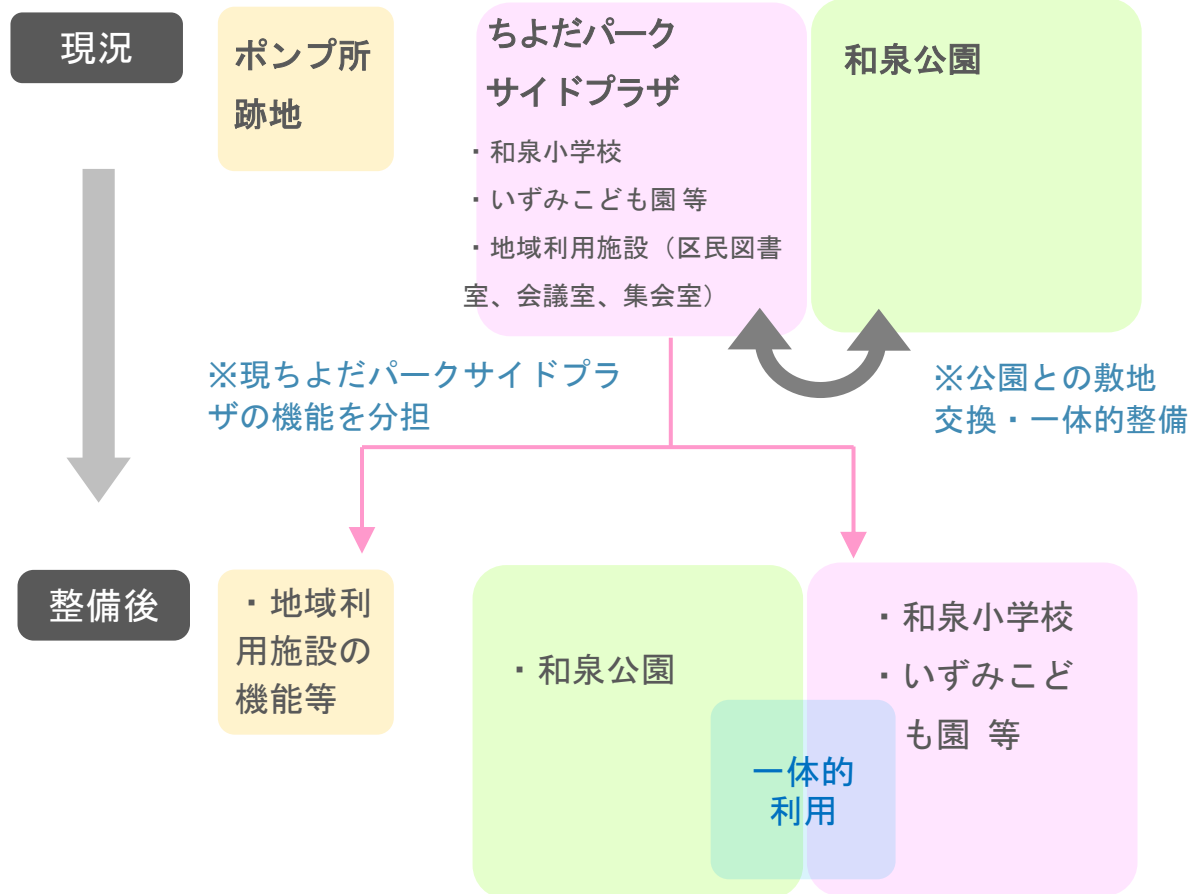 現況
ポンプ所
跡地
ちよだパーク
サイドプラザ
・和泉小学校
・いずみこども園 等
・地域利用施設（区民図書
室、会議室、集会室）
和泉公園
※現ちよだパークサイドプラ
ザの機能を分担
※公園との敷地
交換・一体的整備
整備後
・地域利
用施設の
機能等
・和泉公園
・和泉小学校
・いずみこど
も園 等
一体的
利用